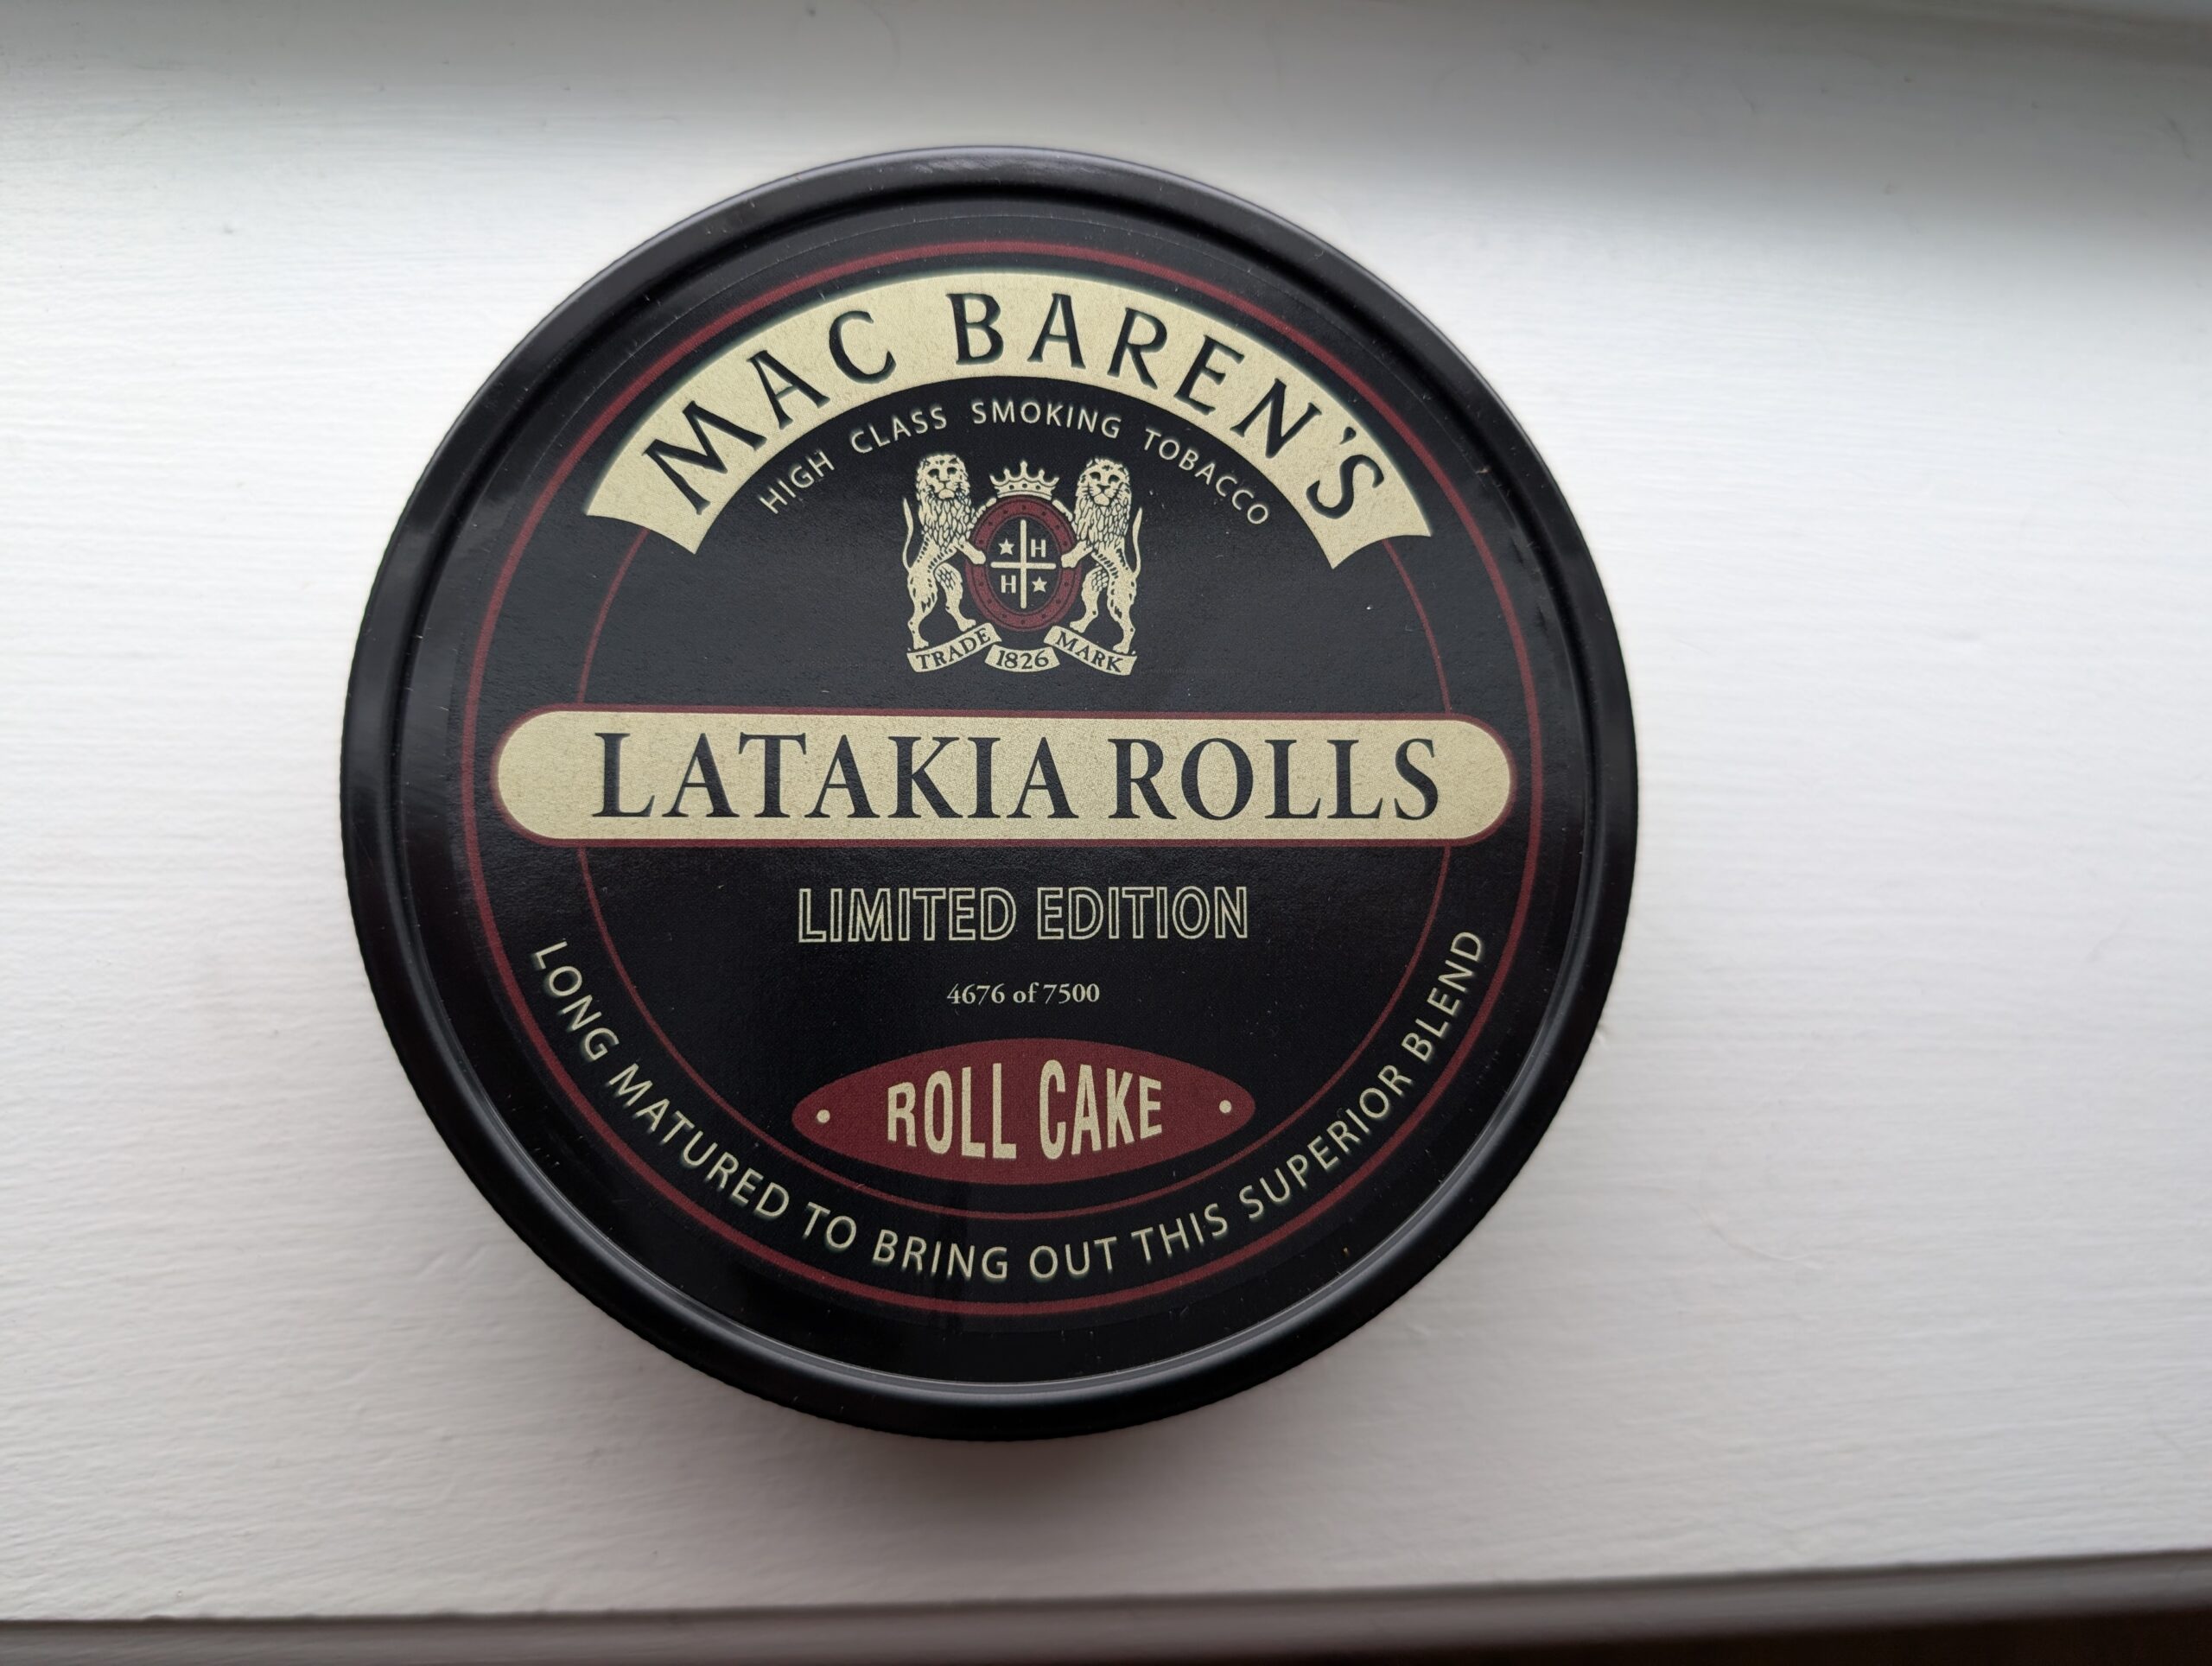 MAC BAREN'S
HIGH CLASS SMOKING TOBACCO
H
H
TRADE 1826 MARK
LATAKIA ROLLS
LIMITED EDITION
4676 of 7500
ROLL CAKE
LONG MATURED TO BRING OUT THIS SUPERIOR BLEND